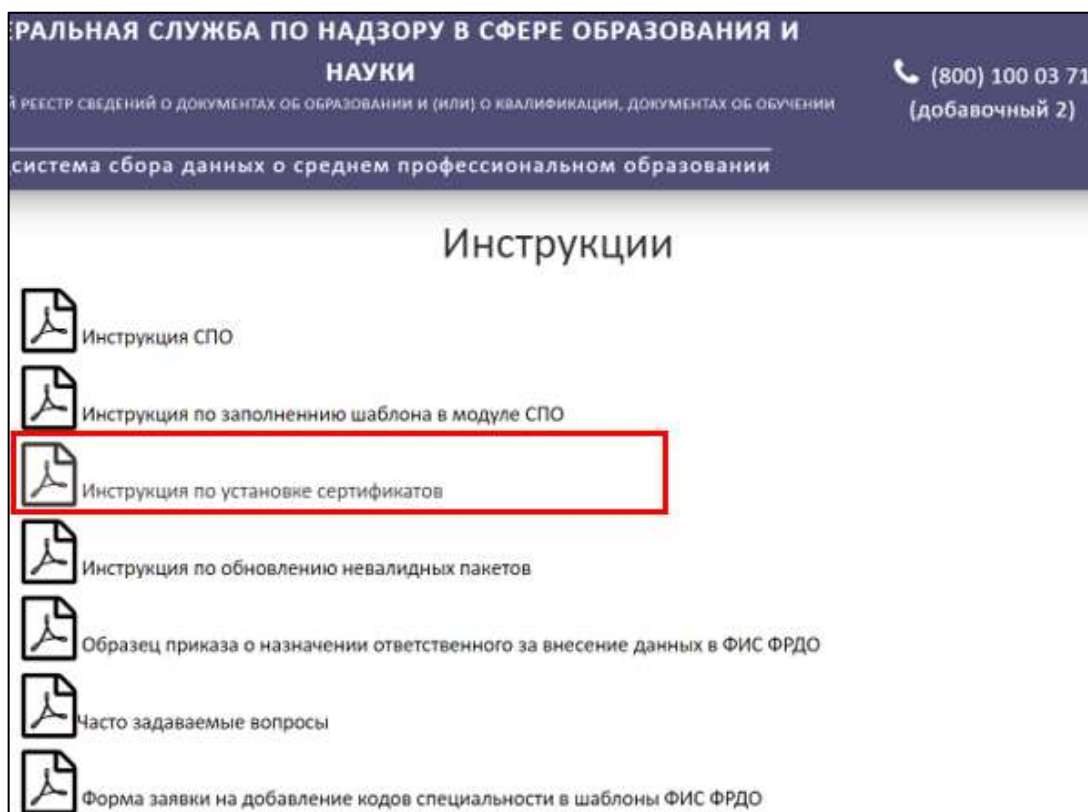 РАЛЬНАЯ СЛУЖБА ПО НАДЗОРУ В СФЕРЕ ОБРАЗОВАНИЯ И
НАУКИ
Й РЕЕСТР СВЕДЕНИЙ О ДОКУМЕНТАХ ОБ ОБРАЗОВАНИИ И (ИЛИ) О КВАЛИФИКАЦИИ, ДОКУМЕНТАХ ОБ ОБУЧЕНИИ
(800) 100 03 71
(добавочный 2)
система сбора данных о среднем профессиональном образовании
Инструкции
Инструкция СПО
Инструкция по заполненнию шаблона в модуле СПО
Инструкция по установке сертификатов
Инструкция по обновлению невалидных пакетов
Образец приказа о назначении ответственного за внесение данных в ФИС ФРДО
Часто задаваемые вопросы
Форма заявки на добавление кодов специальности в шаблоны ФИС ФРДО